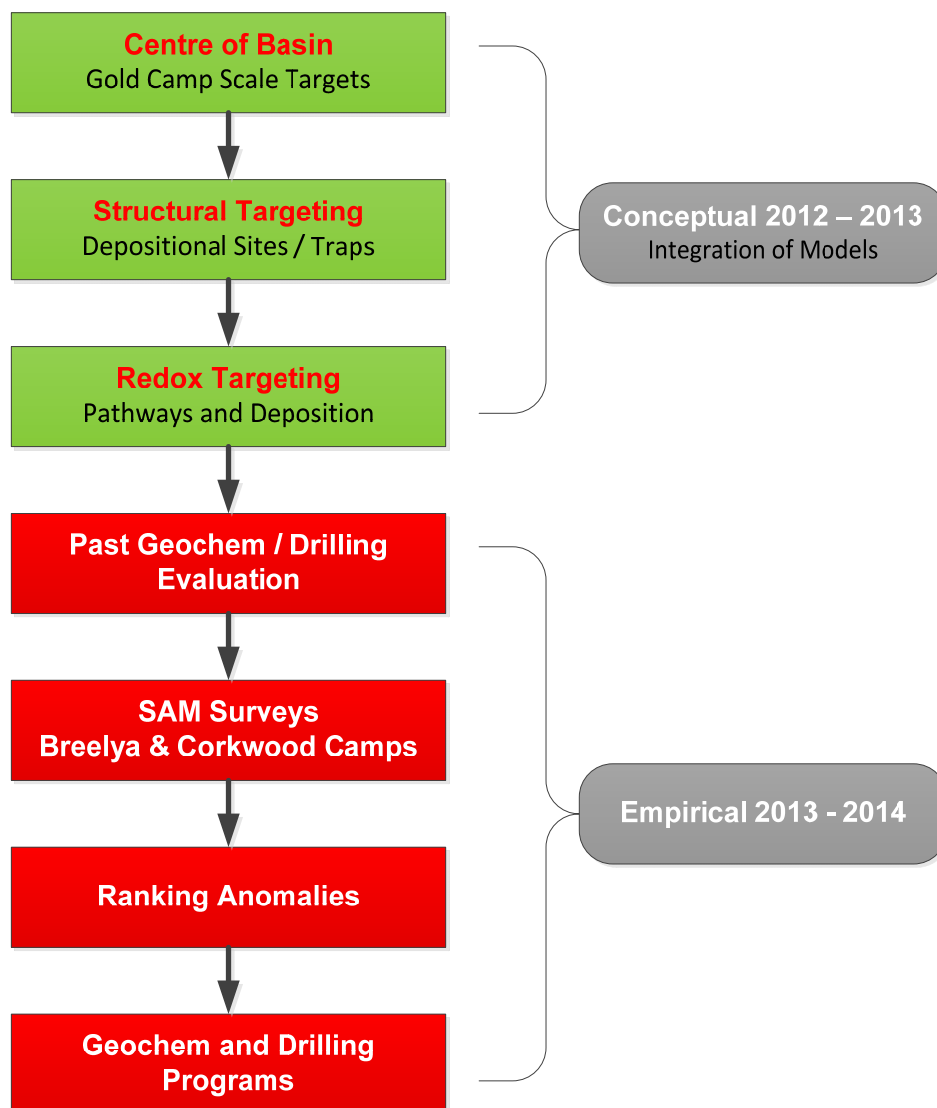 Centre of Basin
Gold Camp Scale Targets
Structural Targeting
Depositional Sites / Traps
Redox Targeting
Pathways and Deposition
Conceptual 2012 – 2013
Integration of Models
Past Geochem / Drilling
Evaluation
SAM Surveys
Breelya & Corkwood Camps
Ranking Anomalies
Geochem and Drilling
Programs
Empirical 2013 - 2014